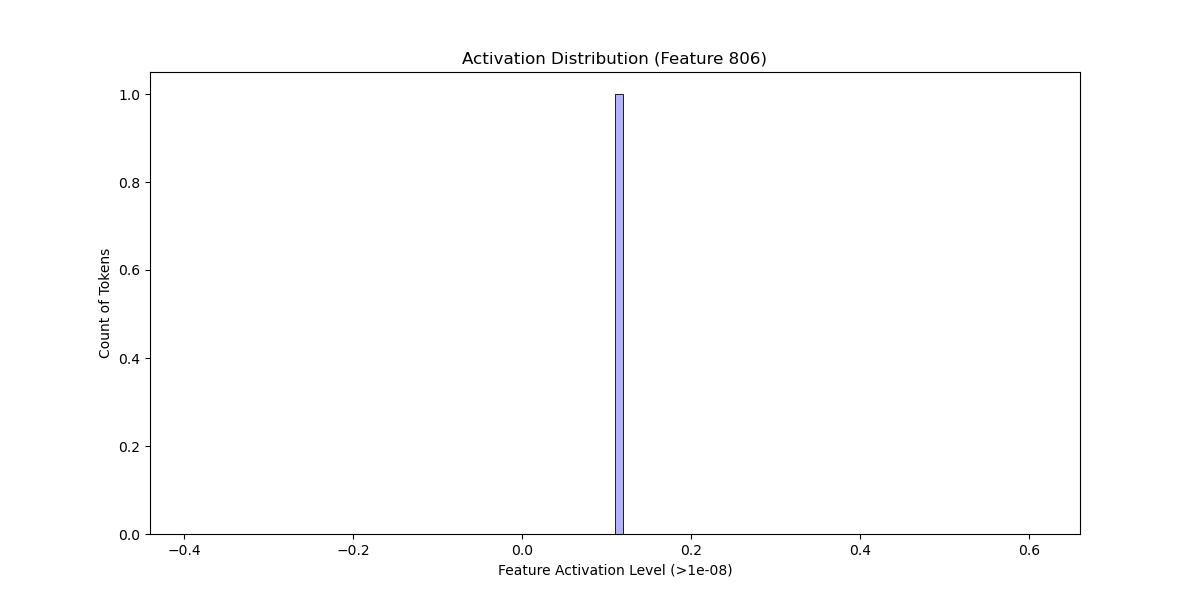 Activation Distribution (Feature 806)
1.0
0.8
0.6
0.4
0.2
0.0
Count of Tokens
−0.4 −0.2 0.0 0.2 0.4 0.6
Feature Activation Level (>1e-08)